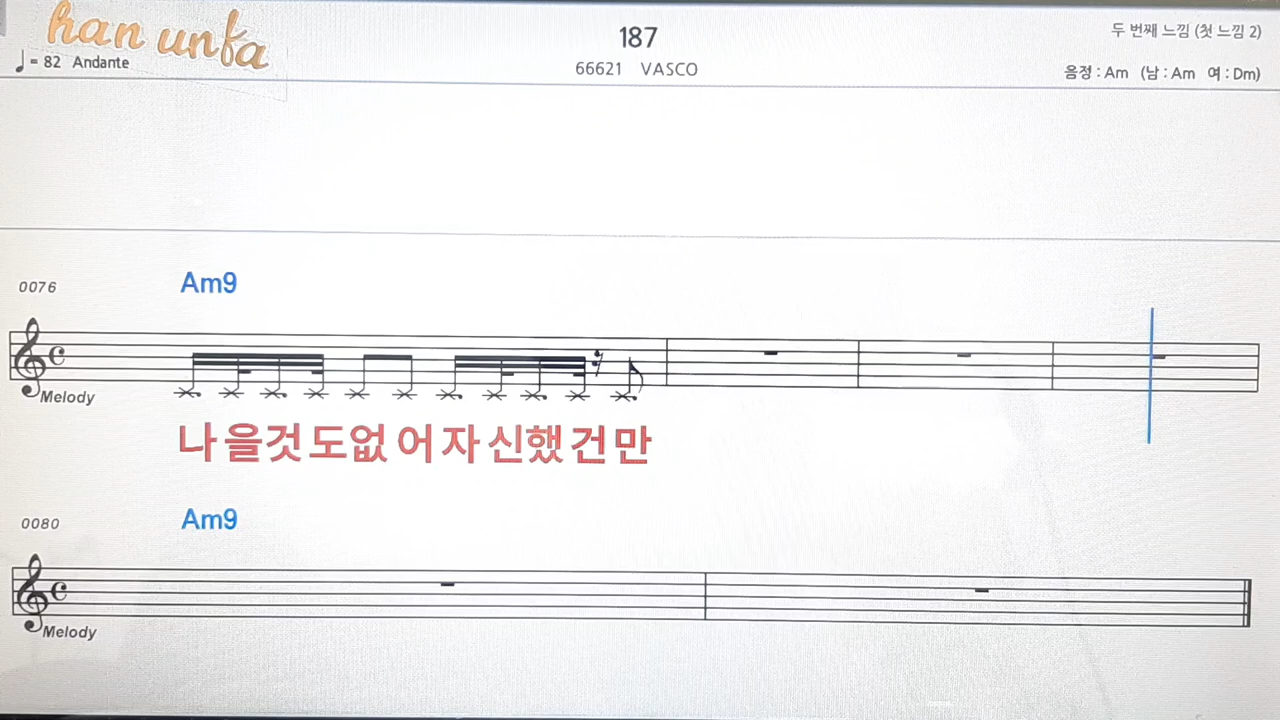 han unfa
187
두 번째 느낌 (첫 느낌 2)
♩= 82 Andante
66621 VASCO
음정 : Am (남 : Am 여 : Dm)
0076
Am9
Melody
나 을것 도없 어 자 신했 건 만
0080
Am9
Melody